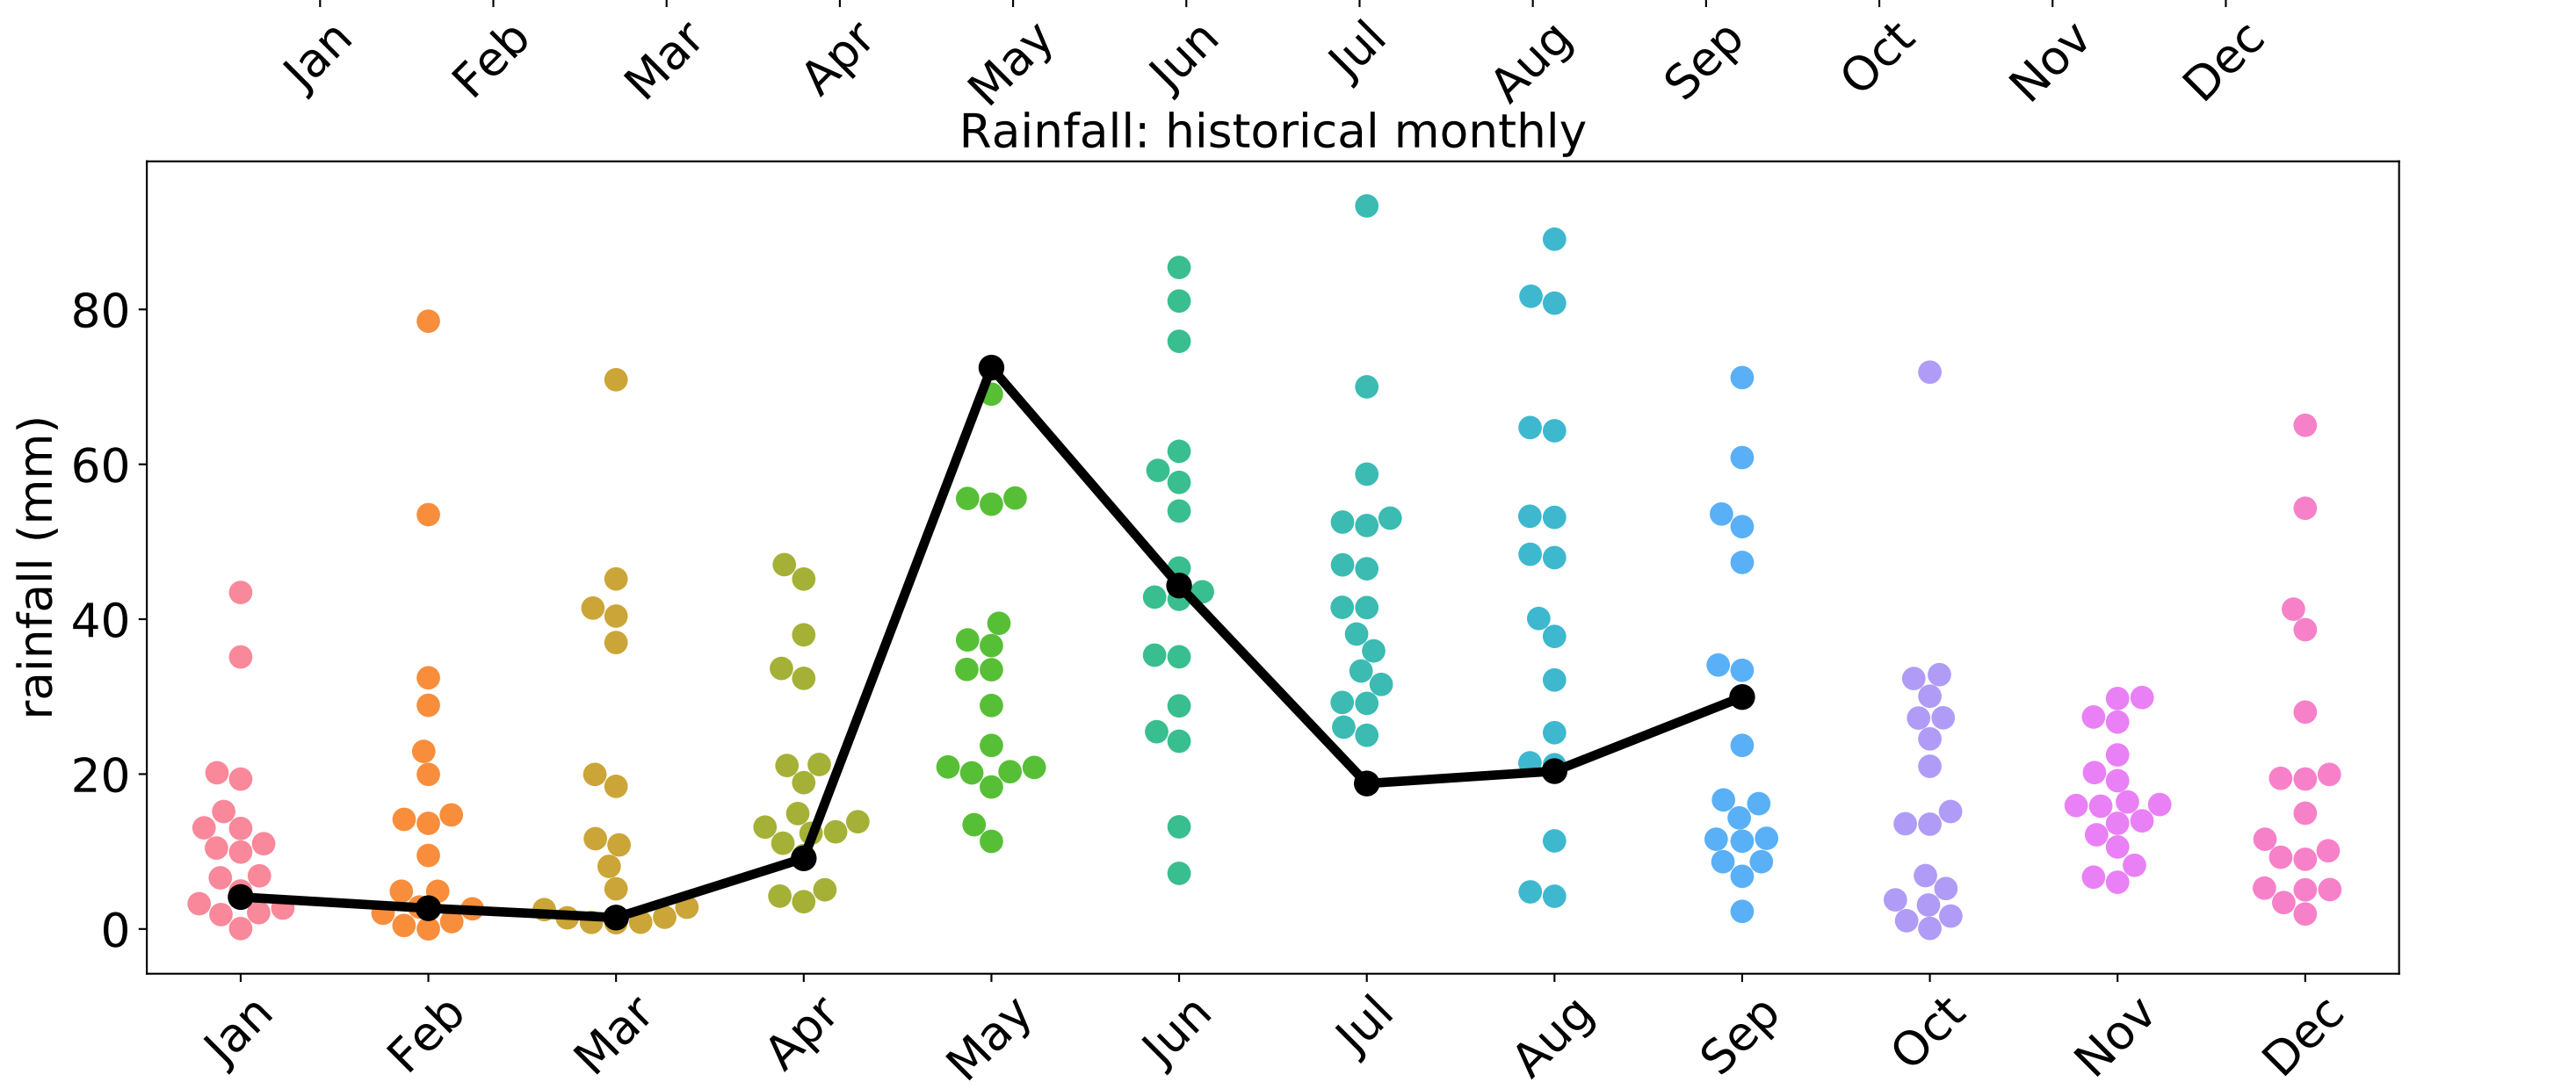 Jan Feb Mar Apr May Jun Jul Aug Sep Oct Nov Dec
Rainfall: historical monthly
rainfall (mm)
80
60
40
20
0
Jan Feb Mar Apr May Jun Jul Aug Sep Oct Nov Dec